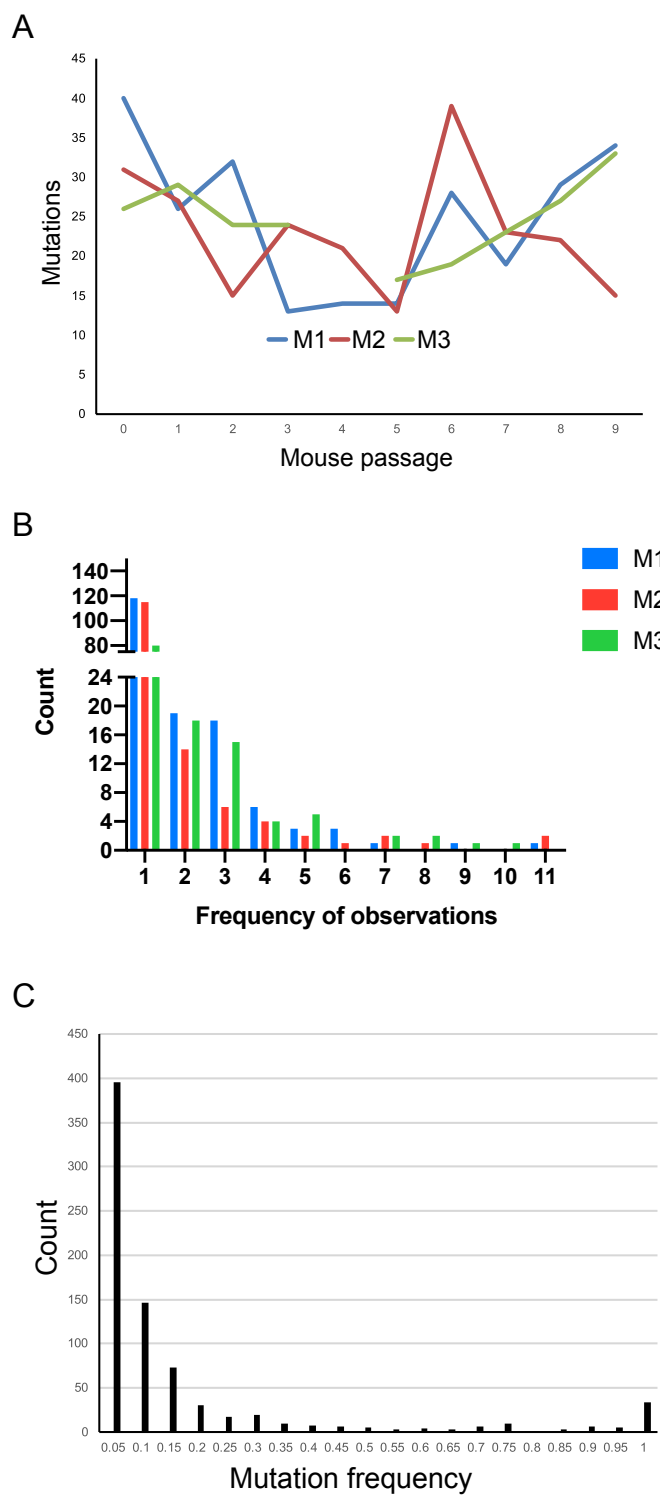 A
45
40
35
30
25
20
15
10
5
0
Mutations
M1 M2 M3
0 1 2 3 4 5 6 7 8 9
Mouse passage
B
M1
M2
M3
140
120
100
80
24
20
16
12
8
4
0
Count
1 2 3 4 5 6 7 8 9 10 11
Frequency of observations
C
450
400
350
300
250
200
150
100
50
0
Count
0.05 0.1 0.15 0.2 0.25 0.3 0.35 0.4 0.45 0.5 0.55 0.6 0.65 0.7 0.75 0.8 0.85 0.9 0.95 1
Mutation frequency